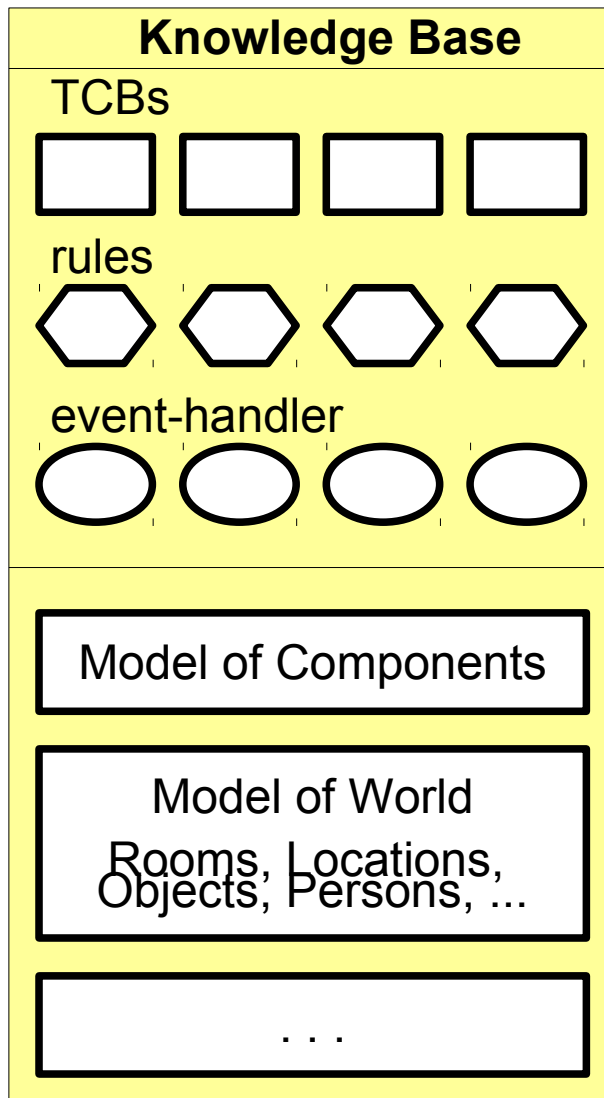 Knowledge Base
TCBs
rules
event-handler
Model of Components
Model of World
Rooms, Locations,
Objects, Persons, ...
. . .